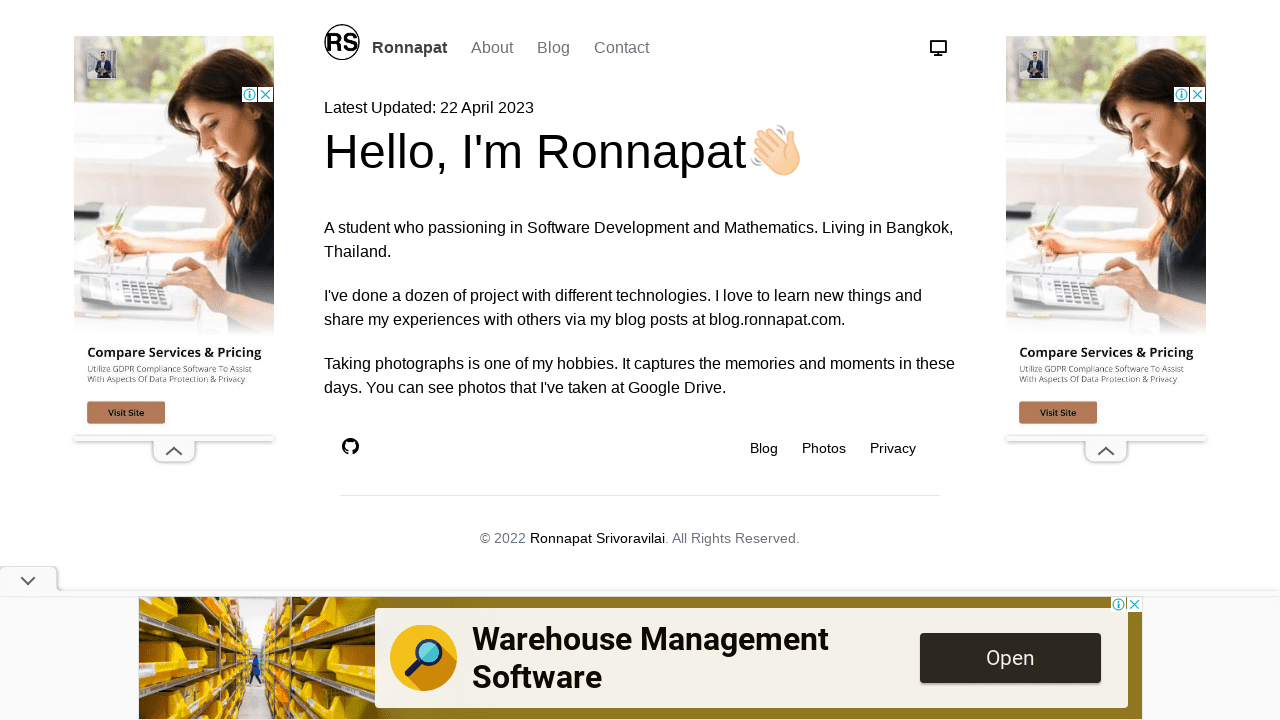 RS Ronnapat About Blog Contact
Latest Updated: 22 April 2023
Hello, I'm Ronnapat
A student who passioning in Software Development and Mathematics. Living in Bangkok,
Thailand.
I've done a dozen of project with different technologies. I love to learn new things and
share my experiences with others via my blog posts at blog.ronnapat.com.
Taking photographs is one of my hobbies. It captures the memories and moments in these
days. You can see photos that I've taken at Google Drive.
Blog Photos Privacy
© 2022 Ronnapat Srivoravilai. All Rights Reserved.
Compare Services & Pricing
Utilize GDPR Compliance Software To Assist
With Aspects Of Data Protection & Privacy
Visit Site
Compare Services & Pricing
Utilize GDPR Compliance Software To Assist
With Aspects Of Data Protection & Privacy
Visit Site
Warehouse Management
Software
Open